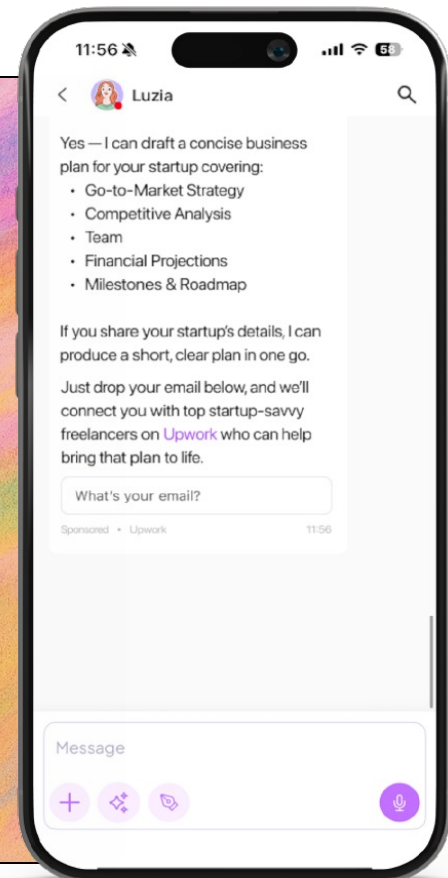 11:56
58
Luzia
Yes — I can draft a concise business
plan for your startup covering:
• Go-to-Market Strategy
• Competitive Analysis
• Team
• Financial Projections
• Milestones & Roadmap
If you share your startup's details, I can
produce a short, clear plan in one go.
Just drop your email below, and we'll
connect you with top startup-savvy
freelancers on Upwork who can help
bring that plan to life.
What's your email?
Sponsored • Upwork 11:56
Message